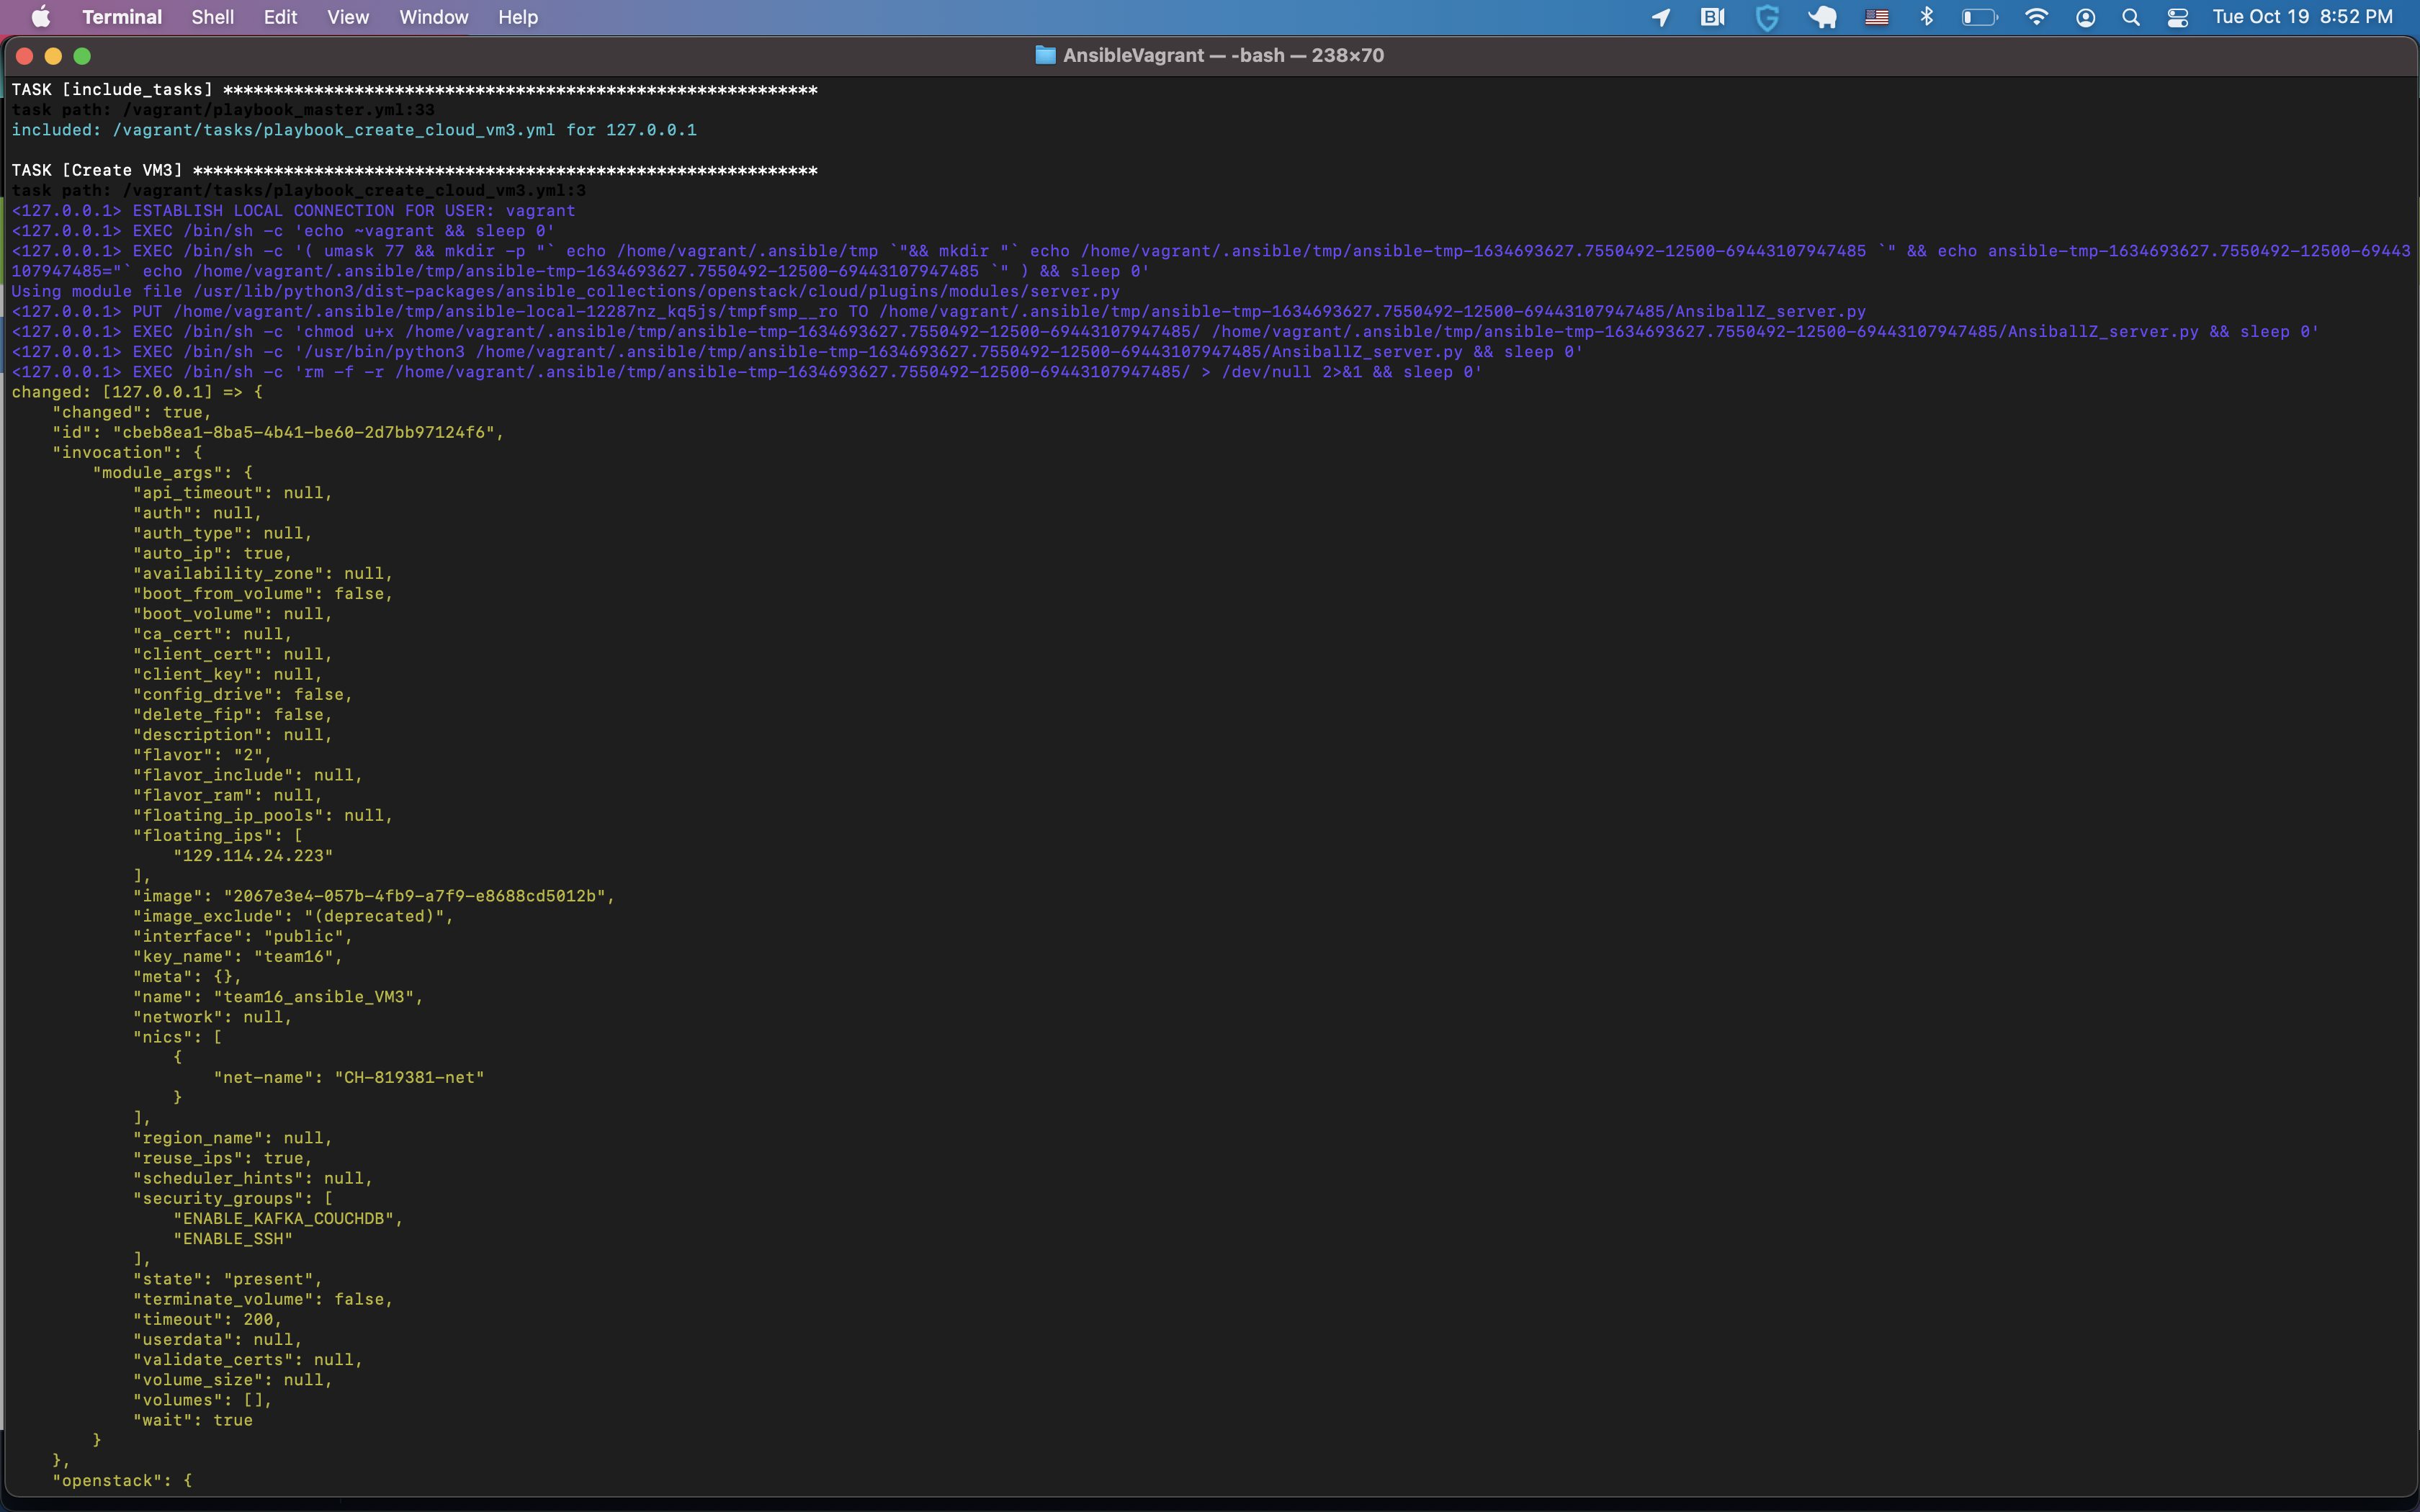 Terminal Shell Edit View Window Help Tue Oct 19 8:52 PM
AnsibleVagrant — -bash — 238×70
TASK [include_tasks] ***********************************************************
task path: /vagrant/playbook_master.yml:33
included: /vagrant/tasks/playbook_create_cloud_vm3.yml for 127.0.0.1
TASK [Create VM3] **************************************************************
task path: /vagrant/tasks/playbook_create_cloud_vm3.yml:3
<127.0.0.1> ESTABLISH LOCAL CONNECTION FOR USER: vagrant
<127.0.0.1> EXEC /bin/sh -c 'echo ~vagrant && sleep 0'
<127.0.0.1> EXEC /bin/sh -c '( umask 77 && mkdir -p "` echo /home/vagrant/.ansible/tmp `"&& mkdir "` echo /home/vagrant/.ansible/tmp/ansible-tmp-1634693627.7550492-12500-69443107947485 `" && echo ansible-tmp-1634693627.7550492-12500-69443
107947485="` echo /home/vagrant/.ansible/tmp/ansible-tmp-1634693627.7550492-12500-69443107947485 `" ) && sleep 0'
Using module file /usr/lib/python3/dist-packages/ansible_collections/openstack/cloud/plugins/modules/server.py
<127.0.0.1> PUT /home/vagrant/.ansible/tmp/ansible-local-12287nz_kq5js/tmpfsmp__ro TO /home/vagrant/.ansible/tmp/ansible-tmp-1634693627.7550492-12500-69443107947485/AnsiballZ_server.py
<127.0.0.1> EXEC /bin/sh -c 'chmod u+x /home/vagrant/.ansible/tmp/ansible-tmp-1634693627.7550492-12500-69443107947485/ /home/vagrant/.ansible/tmp/ansible-tmp-1634693627.7550492-12500-69443107947485/AnsiballZ_server.py && sleep 0'
<127.0.0.1> EXEC /bin/sh -c '/usr/bin/python3 /home/vagrant/.ansible/tmp/ansible-tmp-1634693627.7550492-12500-69443107947485/AnsiballZ_server.py && sleep 0'
<127.0.0.1> EXEC /bin/sh -c 'rm -f -r /home/vagrant/.ansible/tmp/ansible-tmp-1634693627.7550492-12500-69443107947485/ > /dev/null 2>&1 && sleep 0'
changed: [127.0.0.1] => {
"changed": true,
"id": "cbeb8ea1-8ba5-4b41-be60-2d7bb97124f6",
"invocation": {
"module_args": {
"api_timeout": null,
"auth": null,
"auth_type": null,
"auto_ip": true,
"availability_zone": null,
"boot_from_volume": false,
"boot_volume": null,
"ca_cert": null,
"client_cert": null,
"client_key": null,
"config_drive": false,
"delete_fip": false,
"description": null,
"flavor": "2",
"flavor_include": null,
"flavor_ram": null,
"floating_ip_pools": null,
"floating_ips": [
"129.114.24.223"
],
"image": "2067e3e4-057b-4fb9-a7f9-e8688cd5012b",
"image_exclude": "(deprecated)",
"interface": "public",
"key_name": "team16",
"meta": {},
"name": "team16_ansible_VM3",
"network": null,
"nics": [
{
"net-name": "CH-819381-net"
}
],
"region_name": null,
"reuse_ips": true,
"scheduler_hints": null,
"security_groups": [
"ENABLE_KAFKA_COUCHDB",
"ENABLE_SSH"
],
"state": "present",
"terminate_volume": false,
"timeout": 200,
"userdata": null,
"validate_certs": null,
"volume_size": null,
"volumes": [],
"wait": true
}
},
"openstack": {